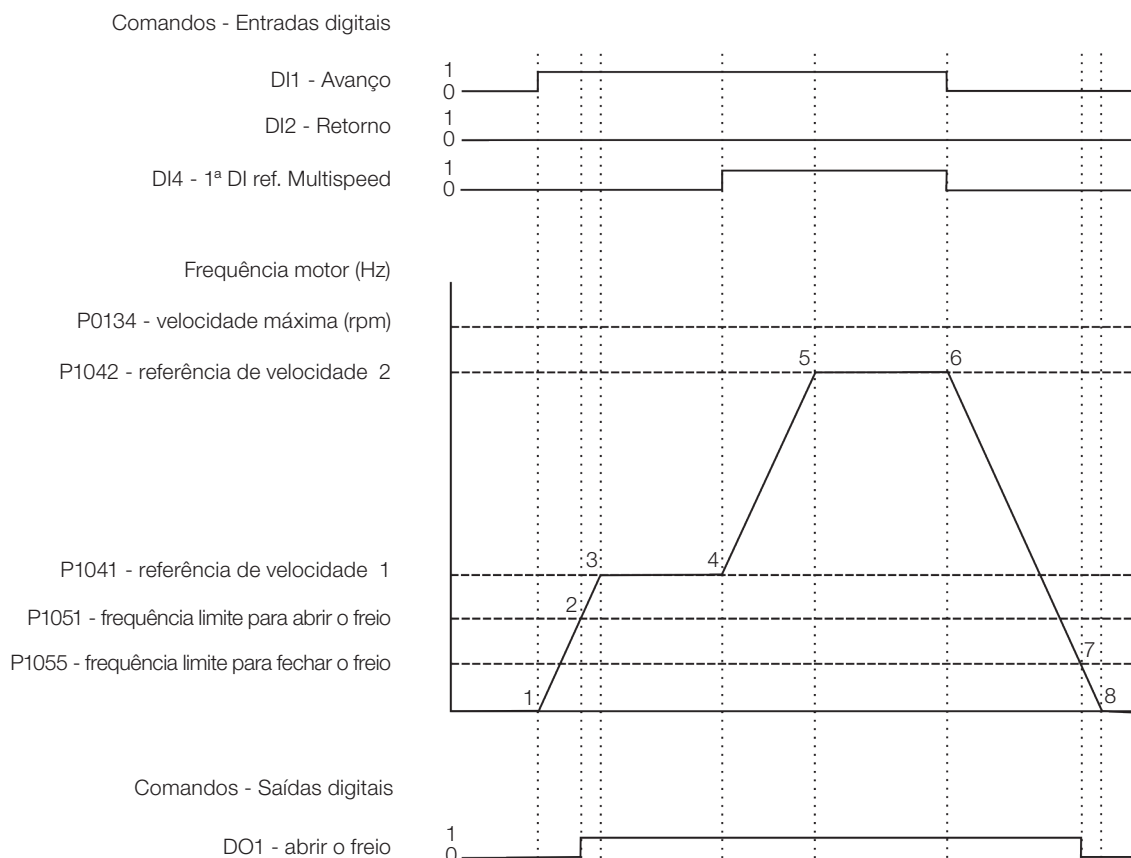 Comandos - Entradas digitais
DI1 - Avanço
1
0
DI2 - Retorno
1
0
DI4 - 1ª DI ref. Multispeed
1
0
Frequência motor (Hz)
P0134 - velocidade máxima (rpm)
P1042 - referência de velocidade 2
5
6
P1041 - referência de velocidade 1
3
4
P1051 - frequência limite para abrir o freio
2
P1055 - frequência limite para fechar o freio
7
1
8
Comandos - Saídas digitais
DO1 - abrir o freio
1
0